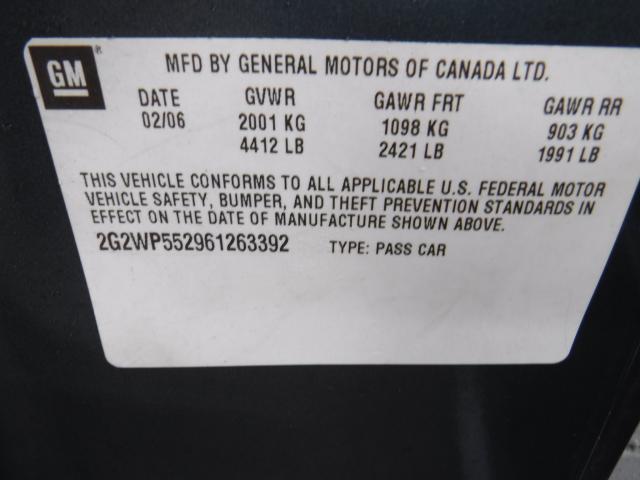 GM ® MFD BY GENERAL MOTORS OF CANADA LTD.
DATE GVWR GAWR FRT GAWR RR
02/06 2001 KG 1098 KG 903 KG
4412 LB 2421 LB 1991 LB
THIS VEHICLE CONFORMS TO ALL APPLICABLE U.S. FEDERAL MOTOR
VEHICLE SAFETY, BUMPER, AND THEFT PREVENTION STANDARDS IN
EFFECT ON THE DATE OF MANUFACTURE SHOWN ABOVE.
2G2WP552961263392 TYPE: PASS CAR